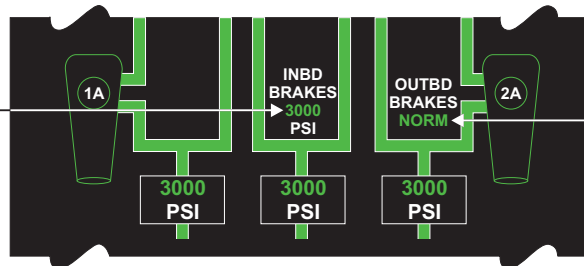 1A
INBD
BRAKES
3000
PSI
OUTBD
BRAKES
NORM
2A
3000
PSI
3000
PSI
3000
PSI